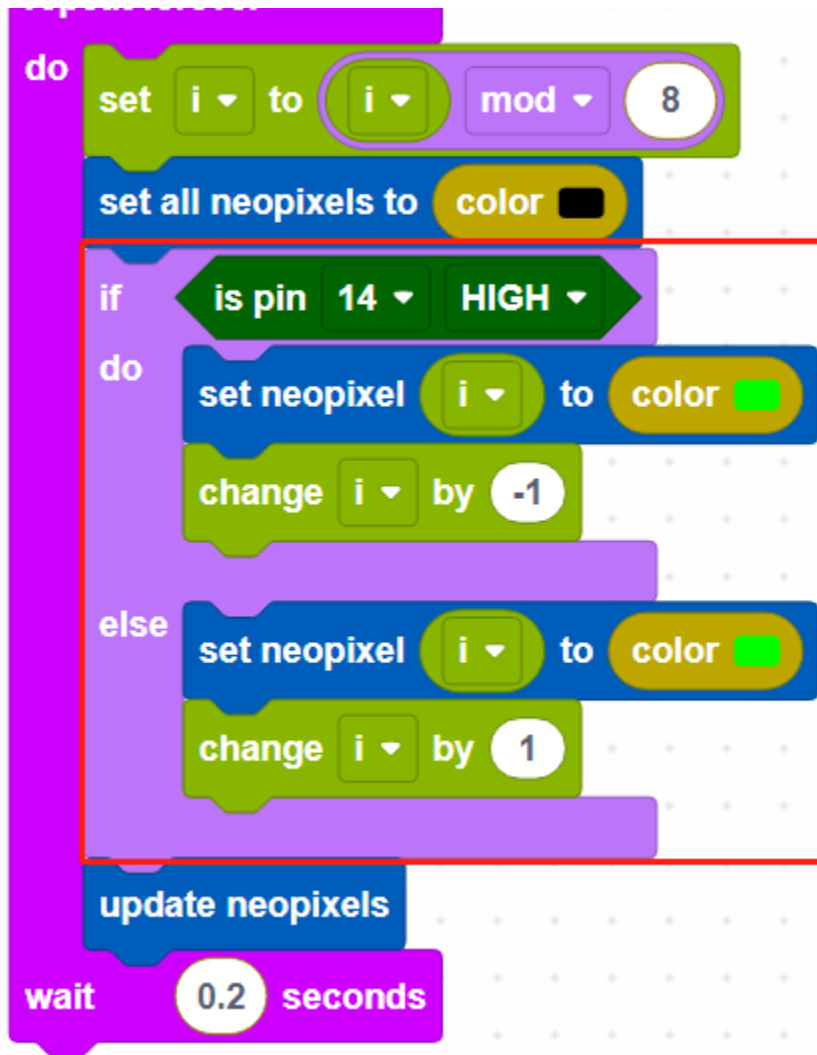 do
set i to i mod 8
set all neopixels to color
if is pin 14 HIGH
do
set neopixel i to color
change i by -1
else
set neopixel i to color
change i by 1
update neopixels
wait 0.2 seconds